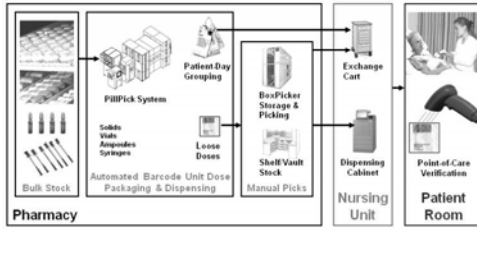 Patient-Day
Grouping
PillPick System
Solids
Vials
Ampoules
Syringes
Loose
Doses
Bulk Stock
Automated Barcode Unit Dose
Packaging & Dispensing
BoxPicker
Storage &
Picking
Shelf/Vault
Stock
Manual Picks
Pharmacy
Exchange
Cart
Dispensing
Cabinet
Nursing
Unit
Point-of-Care
Verification
Patient
Room